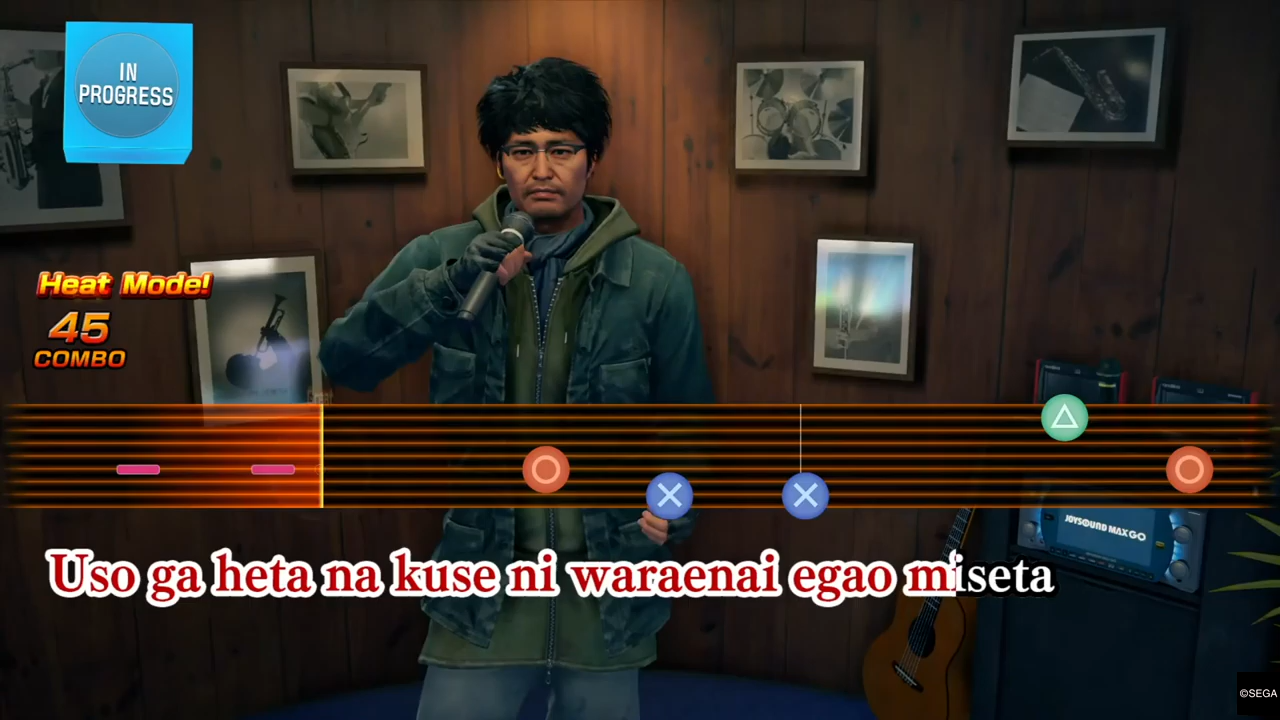 IN
PROGRESS
Heat Mode!
45
COMBO
Uso ga heta na kuse ni waraenai egao miseta
JOYSOUND MAX GO
©SEGA